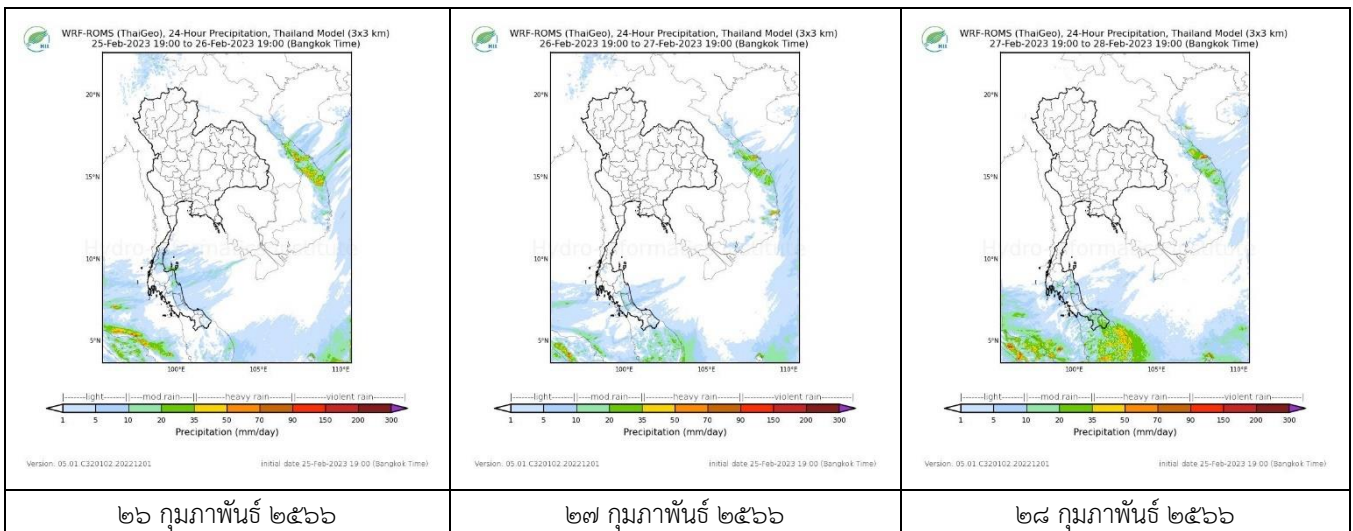 WRF-ROMS (ThaiGeo), 24-Hour Precipitation, Thailand Model (3x3 km)
25-Feb-2023 19:00 to 26-Feb-2023 19:00 (Bangkok Time)
HII
20°N
15°N
10°N
5°N
100°E 105°E 110°E
Hydro Informatics Institute
|-------light-------||---mod.rain---||------heavy rain------||-------violent rain-------|
1 5 10 20 35 50 70 90 150 200 300
Precipitation (mm/day)
Version: 05.01 C320102.20221201 initial date 25-Feb-2023 19:00 (Bangkok Time)
๒๖ กุมภาพันธ์ ๒๕๖๖
WRF-ROMS (ThaiGeo), 24-Hour Precipitation, Thailand Model (3x3 km)
26-Feb-2023 19:00 to 27-Feb-2023 19:00 (Bangkok Time)
HII
20°N
15°N
10°N
5°N
100°E 105°E 110°E
Hydro Informatics Institute
|-------light-------||---mod.rain---||------heavy rain------||-------violent rain-------|
1 5 10 20 35 50 70 90 150 200 300
Precipitation (mm/day)
Version: 05.01 C320102.20221201 initial date 25-Feb-2023 19:00 (Bangkok Time)
๒๗ กุมภาพันธ์ ๒๕๖๖
WRF-ROMS (ThaiGeo), 24-Hour Precipitation, Thailand Model (3x3 km)
27-Feb-2023 19:00 to 28-Feb-2023 19:00 (Bangkok Time)
HII
20°N
15°N
10°N
5°N
100°E 105°E 110°E
Hydro Informatics Institute
|-------light-------||---mod.rain---||------heavy rain------||-------violent rain-------|
1 5 10 20 35 50 70 90 150 200 300
Precipitation (mm/day)
Version: 05.01 C320102.20221201 initial date 25-Feb-2023 19:00 (Bangkok Time)
๒๘ กุมภาพันธ์ ๒๕๖๖